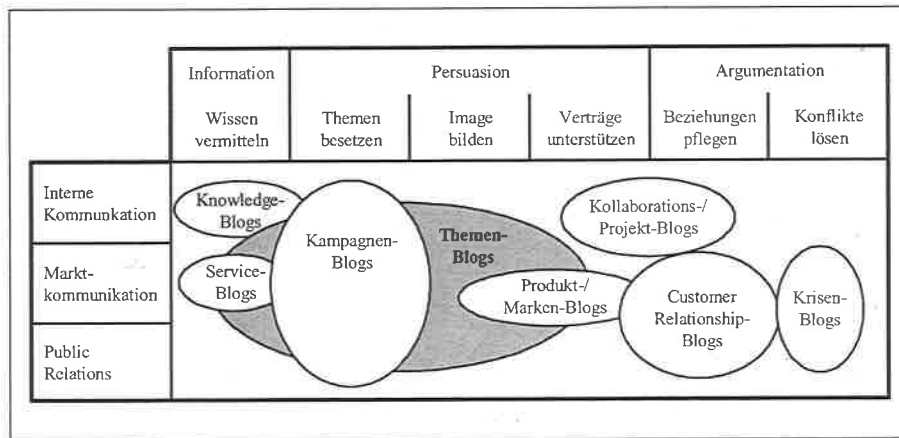 Information
Persuasion
Argumentation
Wissen
vermitteln
Themen
besetzen
Image
bilden
Verträge
unterstützen
Beziehungen
pflegen
Konflikte
lösen
Interne
Kommunkation
Markt-
kommunikation
Public
Relations
Knowledge-
Blogs
Service-
Blogs
Kampagnen-
Blogs
Themen-
Blogs
Kollaborations-/
Projekt-Blogs
Produkt-/
Marken-Blogs
Customer
Relationship-
Blogs
Krisen-
Blogs